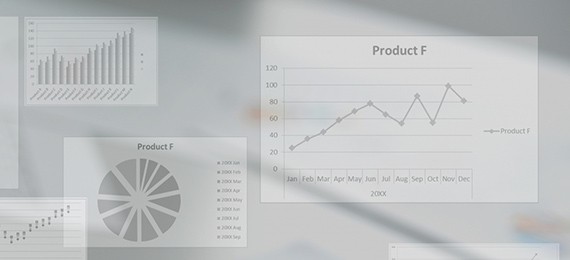 Product F
120
100
80
60
40
20
0
Jan Feb Mar Apr May Jun Jul Aug Sep Oct Nov Dec
20XX
Product F
Product F
20XX Jan
20XX Feb
20XX Mar
20XX Apr
20XX May
20XX Jun
20XX Jul
20XX Aug
20XX Sep